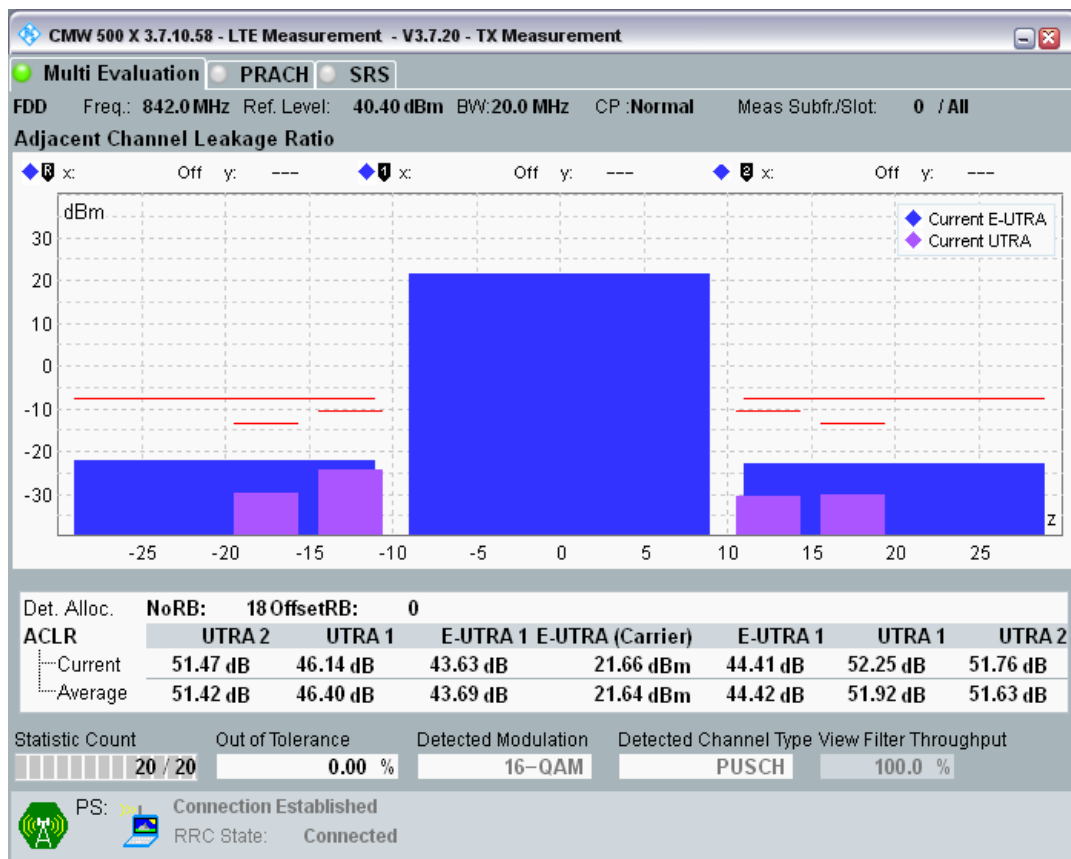 CMW 500 X 3.7.10.58 - LTE Measurement - V3.7.20 - TX Measurement
Multi Evaluation PRACH SRS
FDD Freq.: 842.0 MHz Ref. Level: 40.40 dBm BW:20.0 MHz CP :Normal Meas Subfr./Slot: 0 / All
Adjacent Channel Leakage Ratio
R x: Off y: --- 1 x: Off y: --- 2 x: Off y: ---
dBm
Current E-UTRA
Current UTRA
30
20
10
0
-10
-20
-30
z
-25 -20 -15 -10 -5 0 5 10 15 20 25
Det. Alloc. NoRB: 18 OffsetRB: 0
ACLR UTRA 2 UTRA 1 E-UTRA 1 E-UTRA (Carrier) E-UTRA 1 UTRA 1 UTRA 2
Current 51.47 dB 46.14 dB 43.63 dB 21.66 dBm 44.41 dB 52.25 dB 51.76 dB
Average 51.42 dB 46.40 dB 43.69 dB 21.64 dBm 44.42 dB 51.92 dB 51.63 dB
Statistic Count Out of Tolerance Detected Modulation Detected Channel Type View Filter Throughput
20 / 20 0.00 % 16-QAM PUSCH 100.0 %
PS: Connection Established
RRC State: Connected